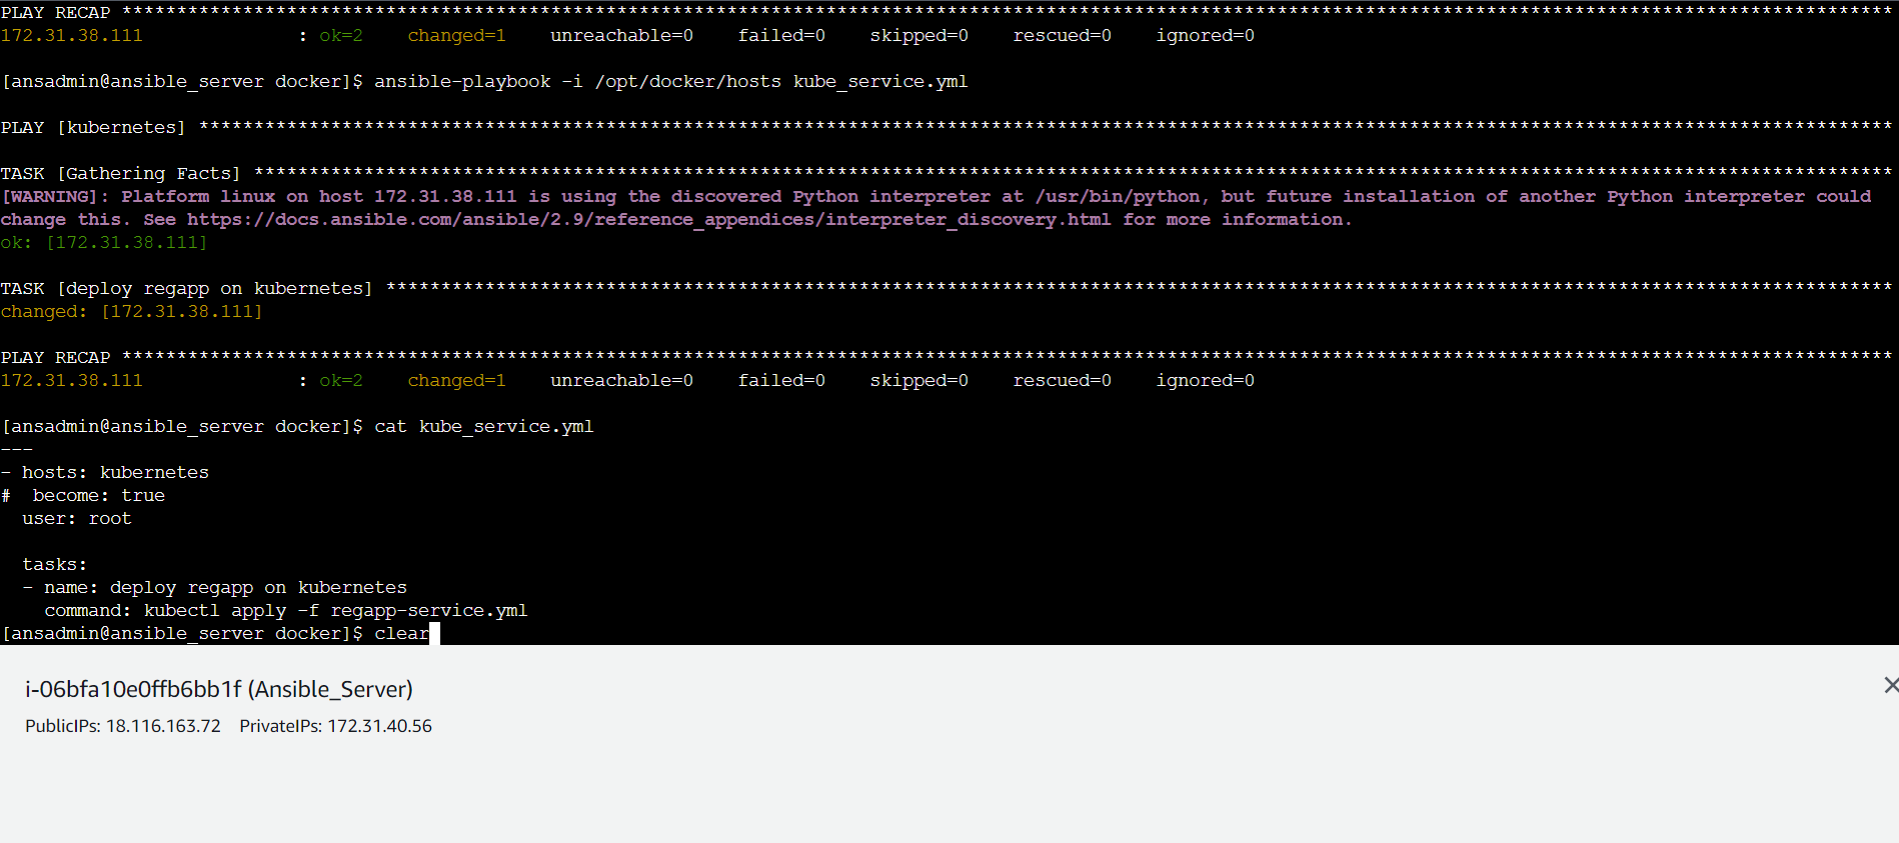 PLAY RECAP *****************************************************************************************************************************************************************
172.31.38.111              : ok=2    changed=1    unreachable=0    failed=0    skipped=0    rescued=0    ignored=0
[ansadmin@ansible_server docker]$ ansible-playbook -i /opt/docker/hosts kube_service.yml
PLAY [kubernetes] **********************************************************************************************************************************************************
TASK [Gathering Facts] *****************************************************************************************************************************************************
[WARNING]: Platform linux on host 172.31.38.111 is using the discovered Python interpreter at /usr/bin/python, but future installation of another Python interpreter could
change this. See https://docs.ansible.com/ansible/2.9/reference_appendices/interpreter_discovery.html for more information.
ok: [172.31.38.111]
TASK [deploy regapp on kubernetes] *****************************************************************************************************************************************
changed: [172.31.38.111]
PLAY RECAP *****************************************************************************************************************************************************************
172.31.38.111              : ok=2    changed=1    unreachable=0    failed=0    skipped=0    rescued=0    ignored=0
[ansadmin@ansible_server docker]$ cat kube_service.yml
---
- hosts: kubernetes
#  become: true
  user: root
  tasks:
  - name: deploy regapp on kubernetes
    command: kubectl apply -f regapp-service.yml
[ansadmin@ansible_server docker]$ clear
i-06bfa10e0ffb6bb1f (Ansible_Server)
PublicIPs: 18.116.163.72    PrivateIPs: 172.31.40.56